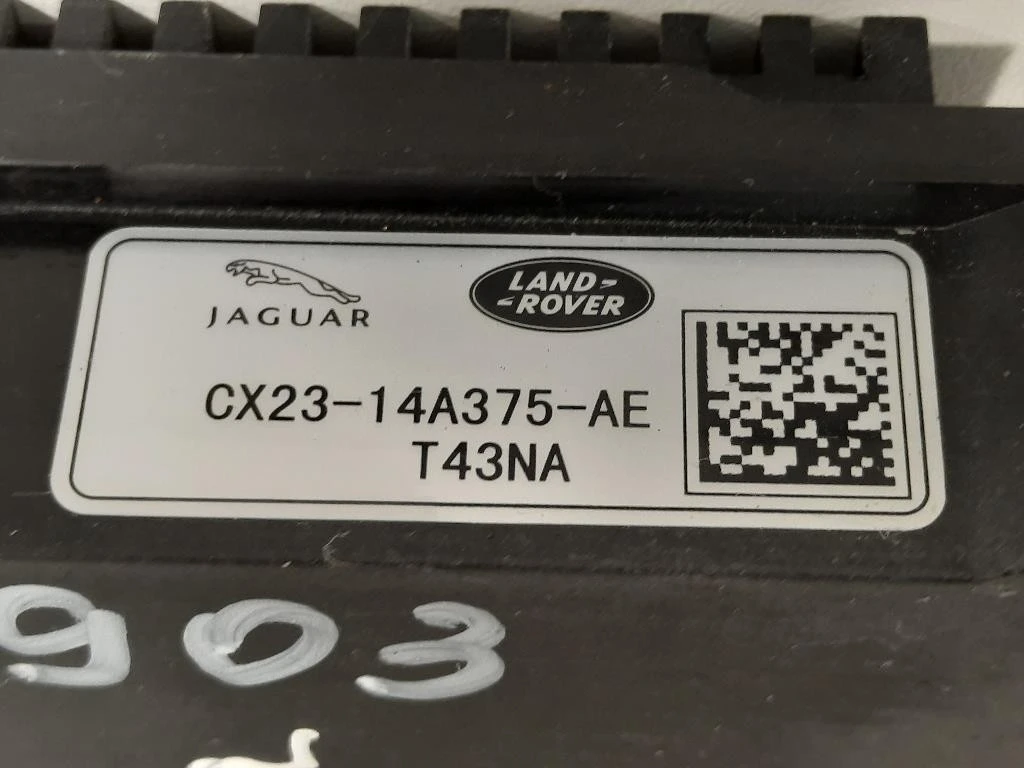 JAGUAR
LAND
ROVER
CX23-14A375-AE
T43NA
903